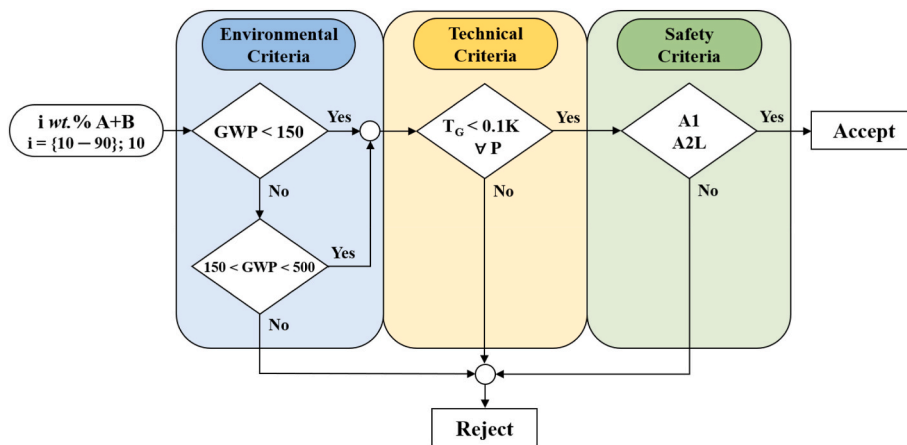 Environmental
Criteria
Technical
Criteria
Safety
Criteria
i wt.% A+B
i = {10 – 90}; 10
GWP < 150
Yes
No
150 < GWP < 500
Yes
No
T_G < 0.1K
∀ P
Yes
No
A1
A2L
Yes
No
Accept
Reject